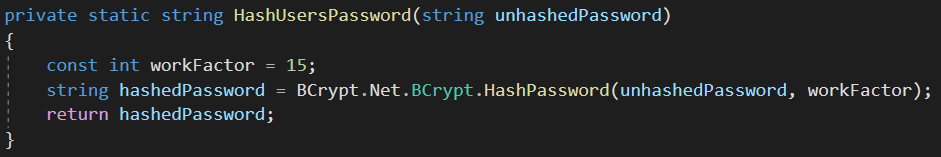 private static string HashUsersPassword(string unhashedPassword)
{
    const int workFactor = 15;
    string hashedPassword = BCrypt.Net.BCrypt.HashPassword(unhashedPassword, workFactor);
    return hashedPassword;
}